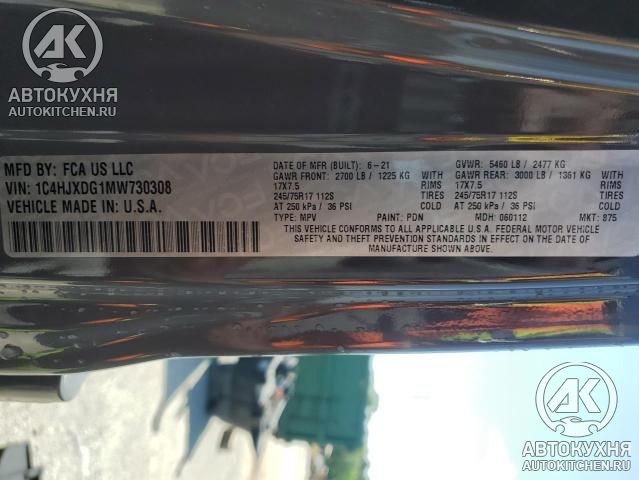 АК
АВТОКУХНЯ
AUTOKITCHEN.RU
MFD BY: FCA US LLC
VIN: 1C4HJXDG1MW730308
VEHICLE MADE IN U.S.A.
DATE OF MFR (BUILT): 6-21 GVWR: 5460 LB / 2477 KG
GAWR FRONT: 2700 LB / 1225 KG WITH GAWR REAR: 3000 LB / 1361 KG WITH
17X7.5 RIMS 17X7.5 RIMS
245/75R17 112S TIRES 245/75R17 112S TIRES
AT 250 kPa / 36 PSI COLD AT 250 kPa / 36 PSI COLD
TYPE: MPV PAINT: PDN MDH: 060112 MKT: 875
THIS VEHICLE CONFORMS TO ALL APPLICABLE U.S.A. FEDERAL MOTOR VEHICLE
SAFETY AND THEFT PREVENTION STANDARDS IN EFFECT ON THE DATE OF
MANUFACTURE SHOWN ABOVE.
АК
АВТОКУХНЯ
AUTOKITCHEN.RU